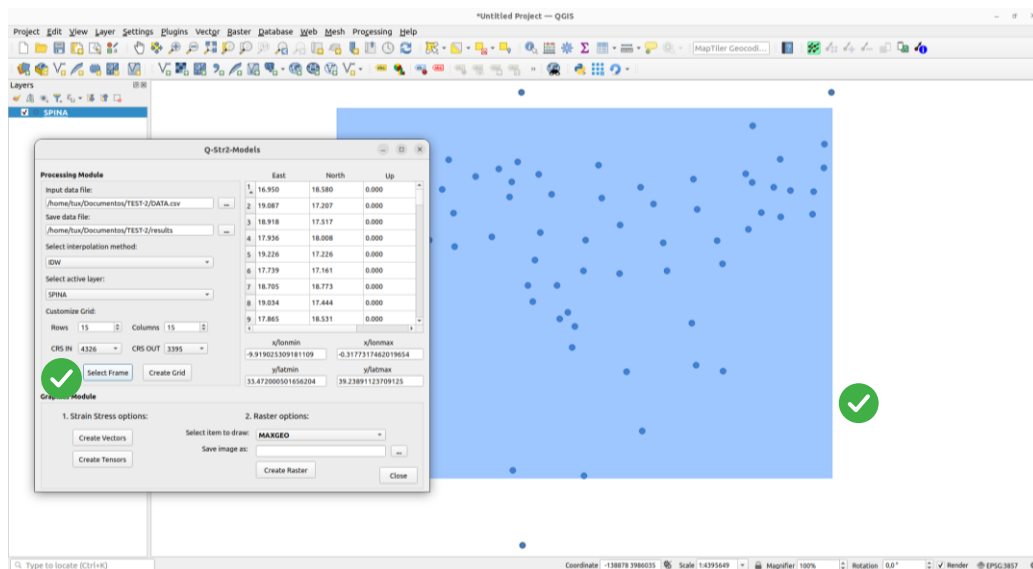 *Untitled Project — QGIS
Project Edit View Layer Settings Plugins Vector Raster Database Web Mesh Processing Help
MapTiler Geocodi...
Layers
SPINA
Q-Str2-Models
Processing Module
Input data file:
/home/tux/Documentos/TEST-2/DATA.csv ...
Save data file:
/home/tux/Documentos/TEST-2/results ...
Select interpolation method:
IDW
Select active layer:
SPINA
Customize Grid:
Rows 15 Columns 15
CRS IN 4326 CRS OUT 3395
Select Frame Create Grid
East North Up
1 16.950 18.580 0.000
2 19.087 17.207 0.000
3 18.918 17.517 0.000
4 17.936 18.008 0.000
5 19.226 17.226 0.000
6 17.739 17.161 0.000
7 18.705 18.773 0.000
8 19.034 17.444 0.000
9 17.865 18.531 0.000
x/lonmin x/lonmax
-9.919025309181109 -0.3177317462019654
y/latmin y/latmax
33.472000501656204 39.23891123709125
1. Strain Stress options: 2. Raster options:
Create Vectors
Create Tensors
Select item to draw: MAXGEO
Save image as: ...
Create Raster
Close
Type to locate (Ctrl+K)
Coordinate -138878 3986035 Scale 1:4395649 Magnifier 100% Rotation 0,0 ° Render EPSG:3857